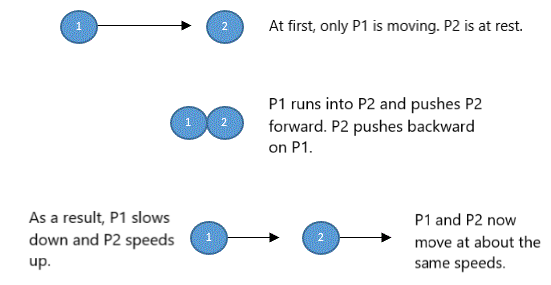 1
2
At first, only P1 is moving. P2 is at rest.
1
2
P1 runs into P2 and pushes P2
forward. P2 pushes backward
on P1.
As a result, P1 slows
down and P2 speeds
up.
1
2
P1 and P2 now
move at about the
same speeds.